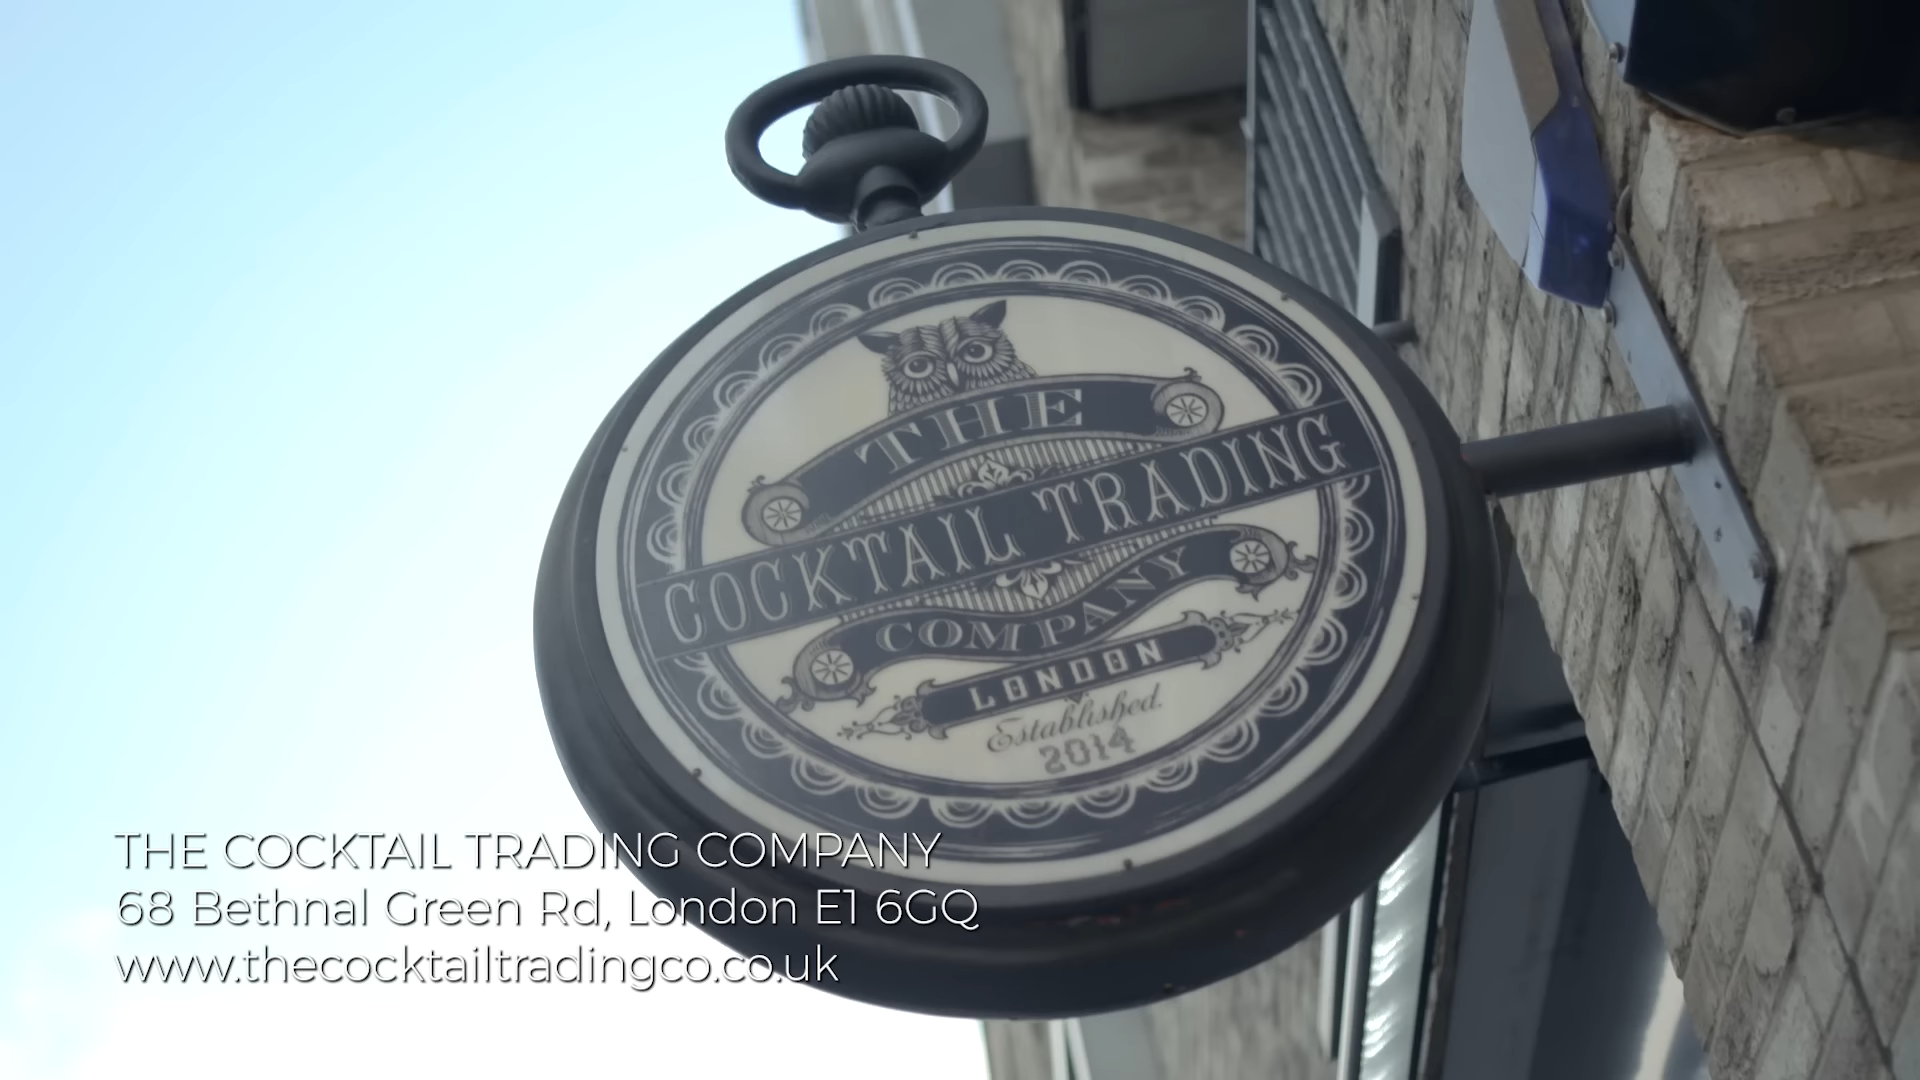 THE
COCKTAIL TRADING
COMPANY
LONDON
Established.
2014
THE COCKTAIL TRADING COMPANY
68 Bethnal Green Rd, London E1 6GQ
www.thecocktailtradingco.co.uk